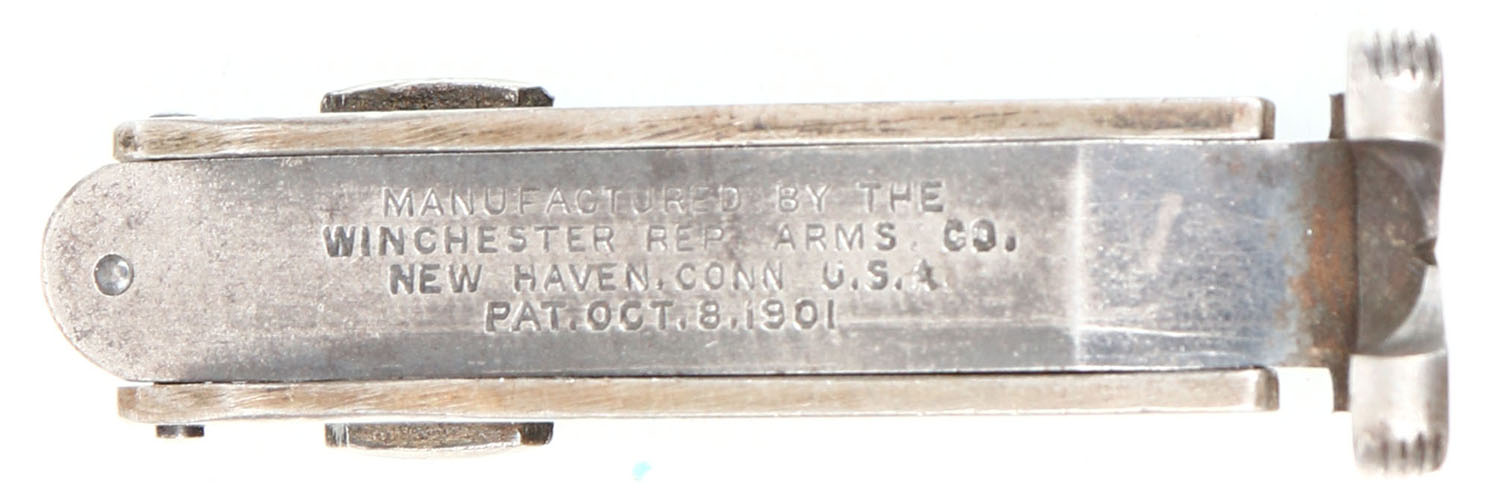 MANUFACTURED BY THE
WINCHESTER REP. ARMS. CO.
NEW HAVEN. CONN U.S.A.
PAT. OCT. 8. 1901